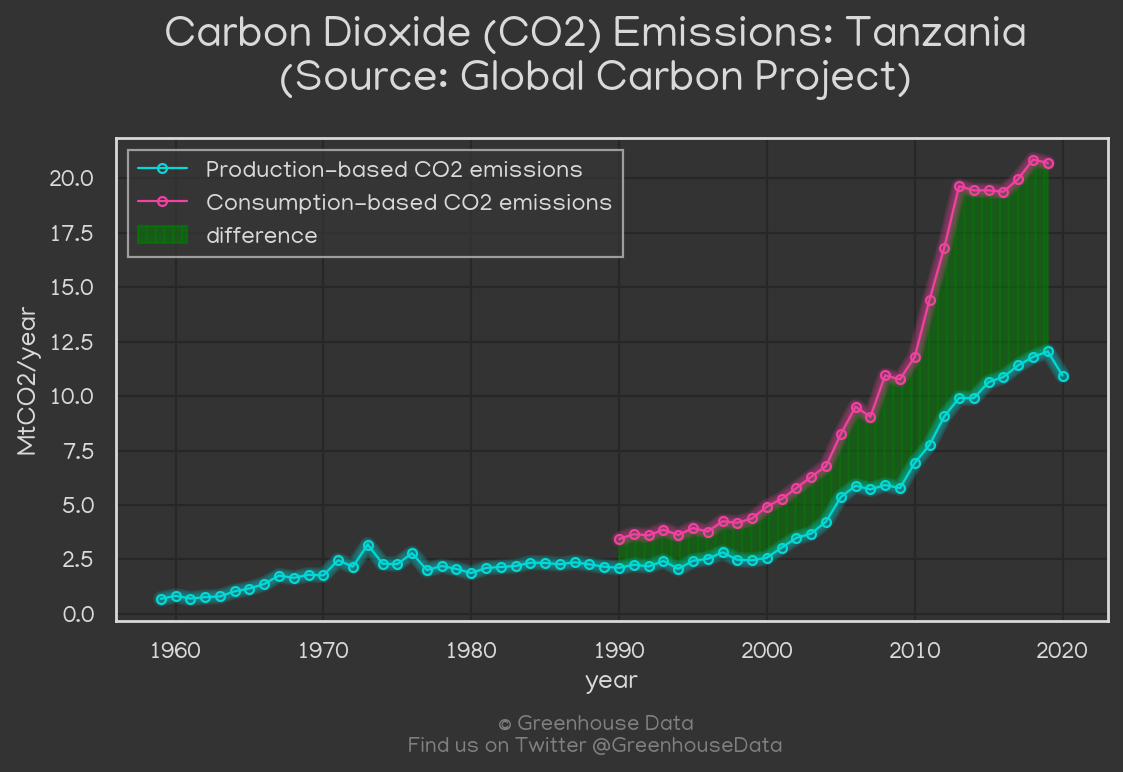 Carbon Dioxide (CO2) Emissions: Tanzania
(Source: Global Carbon Project)
Production-based CO2 emissions
Consumption-based CO2 emissions
difference
MtCO2/year
20.0
17.5
15.0
12.5
10.0
7.5
5.0
2.5
0.0
1960 1970 1980 1990 2000 2010 2020
year
© Greenhouse Data
Find us on Twitter @GreenhouseData